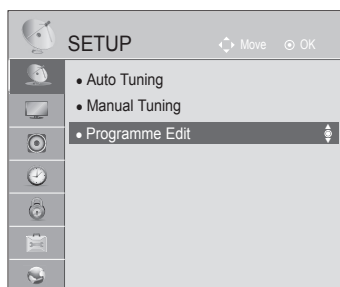 SETUP
Move OK
Auto Tuning
Manual Tuning
Programme Edit